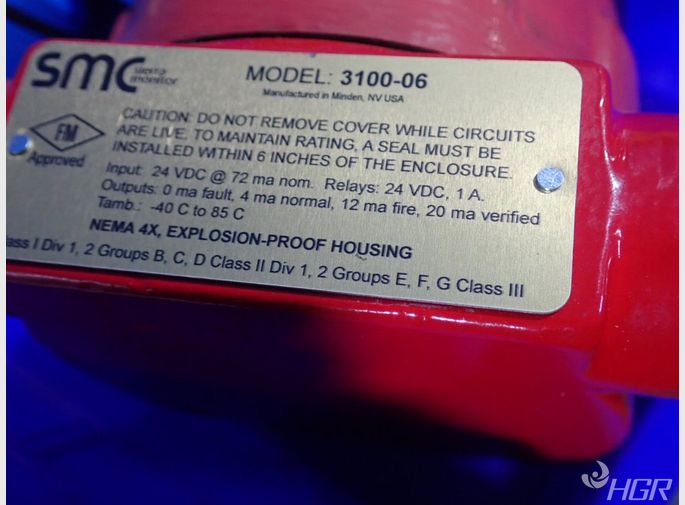 SMC sierra monitor
MODEL: 3100-06
Manufactured in Minden, NV USA
CAUTION: DO NOT REMOVE COVER WHILE CIRCUITS
ARE LIVE. TO MAINTAIN RATING, A SEAL MUST BE
INSTALLED WITHIN 6 INCHES OF THE ENCLOSURE.
FM
Approved
Input: 24 VDC @ 72 ma nom. Relays: 24 VDC, 1 A.
Outputs: 0 ma fault, 4 ma normal, 12 ma fire, 20 ma verified
Tamb.: -40 C to 85 C
NEMA 4X, EXPLOSION-PROOF HOUSING
ass I Div 1, 2 Groups B, C, D Class II Div 1, 2 Groups E, F, G Class III
HGR